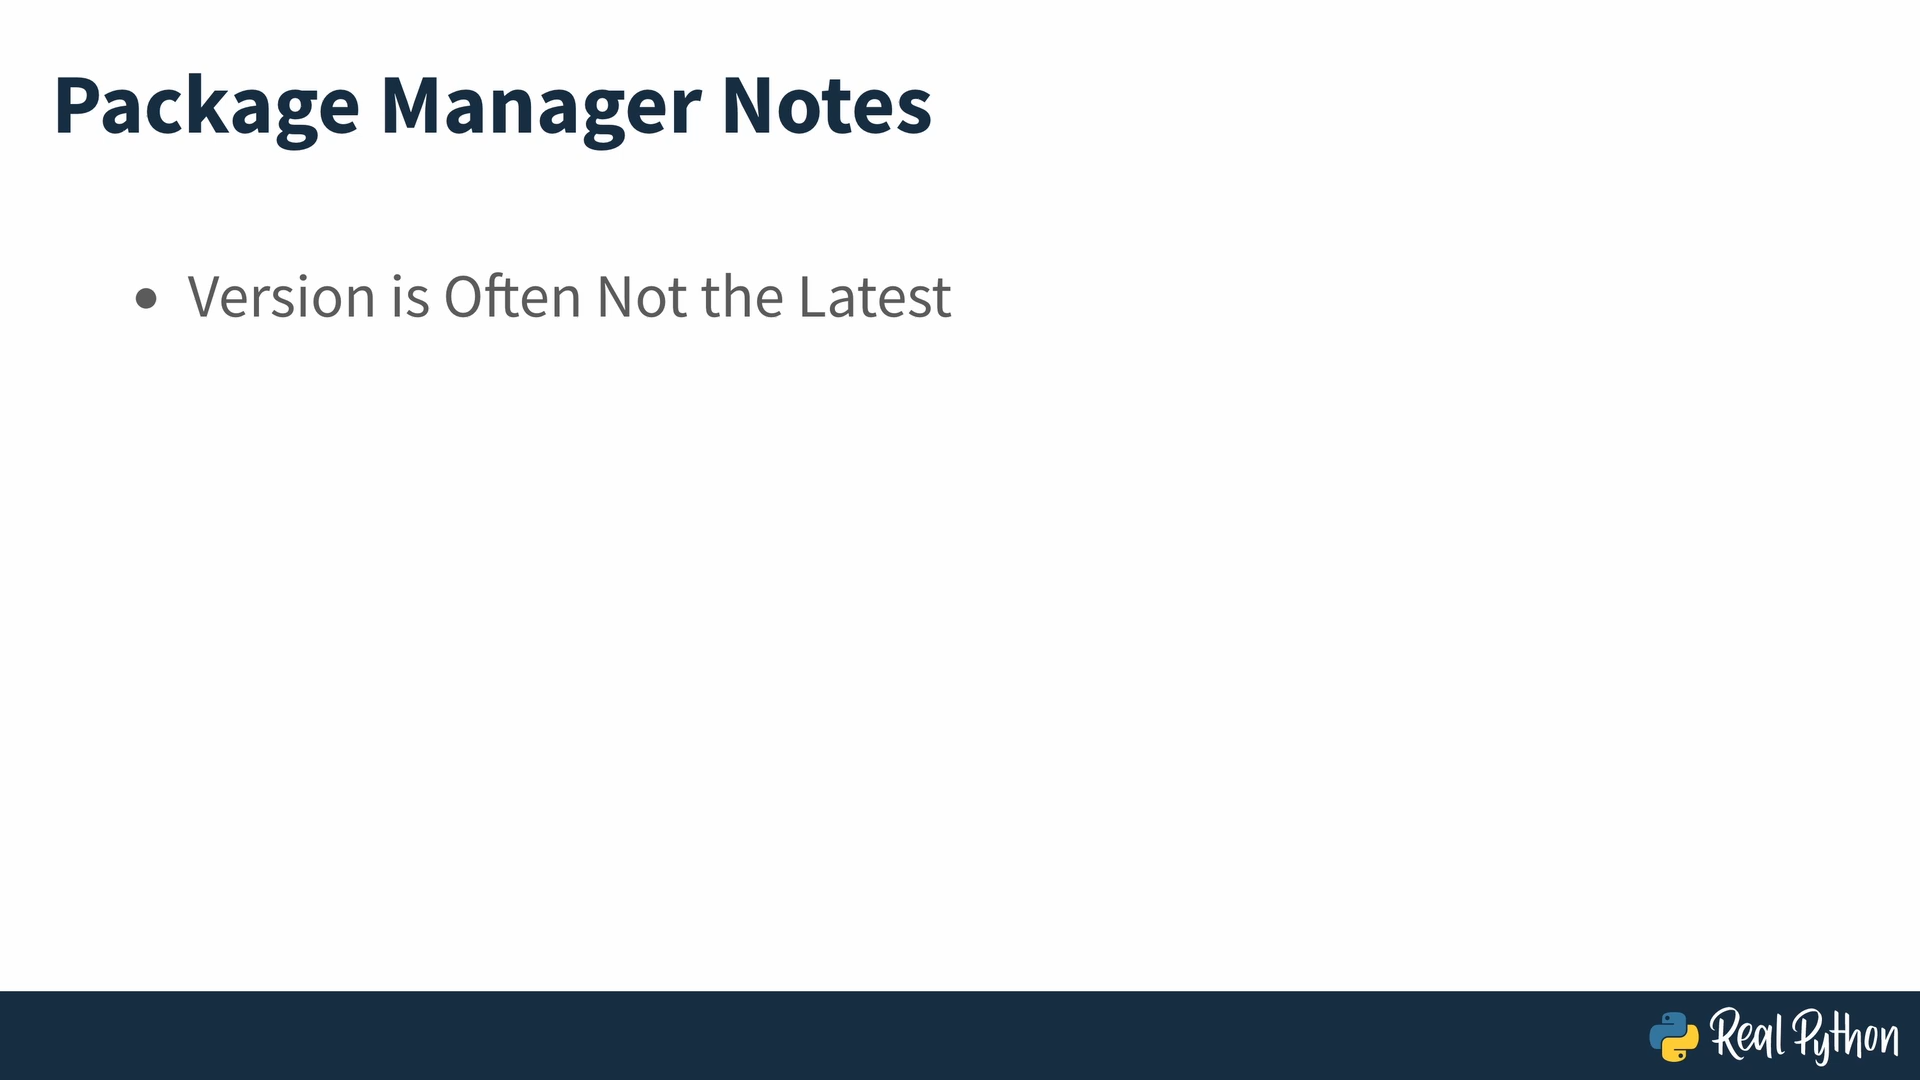 Package Manager Notes
• Version is Often Not the Latest
Real Python